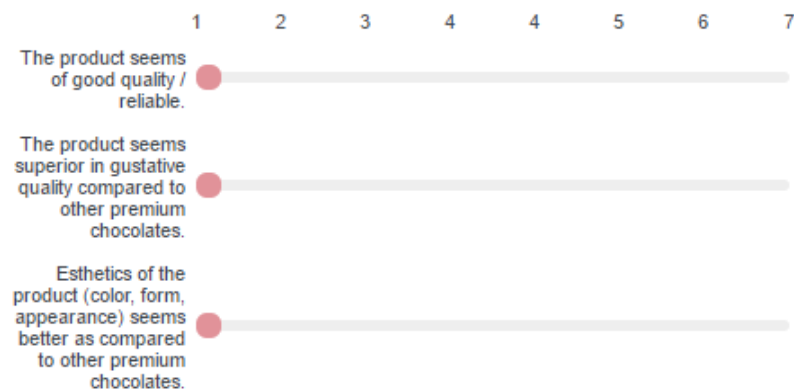 1 2 3 4 4 5 6 7
The product seems
of good quality /
reliable.
The product seems
superior in gustative
quality compared to
other premium
chocolates.
Esthetics of the
product (color, form,
appearance) seems
better as compared
to other premium
chocolates.